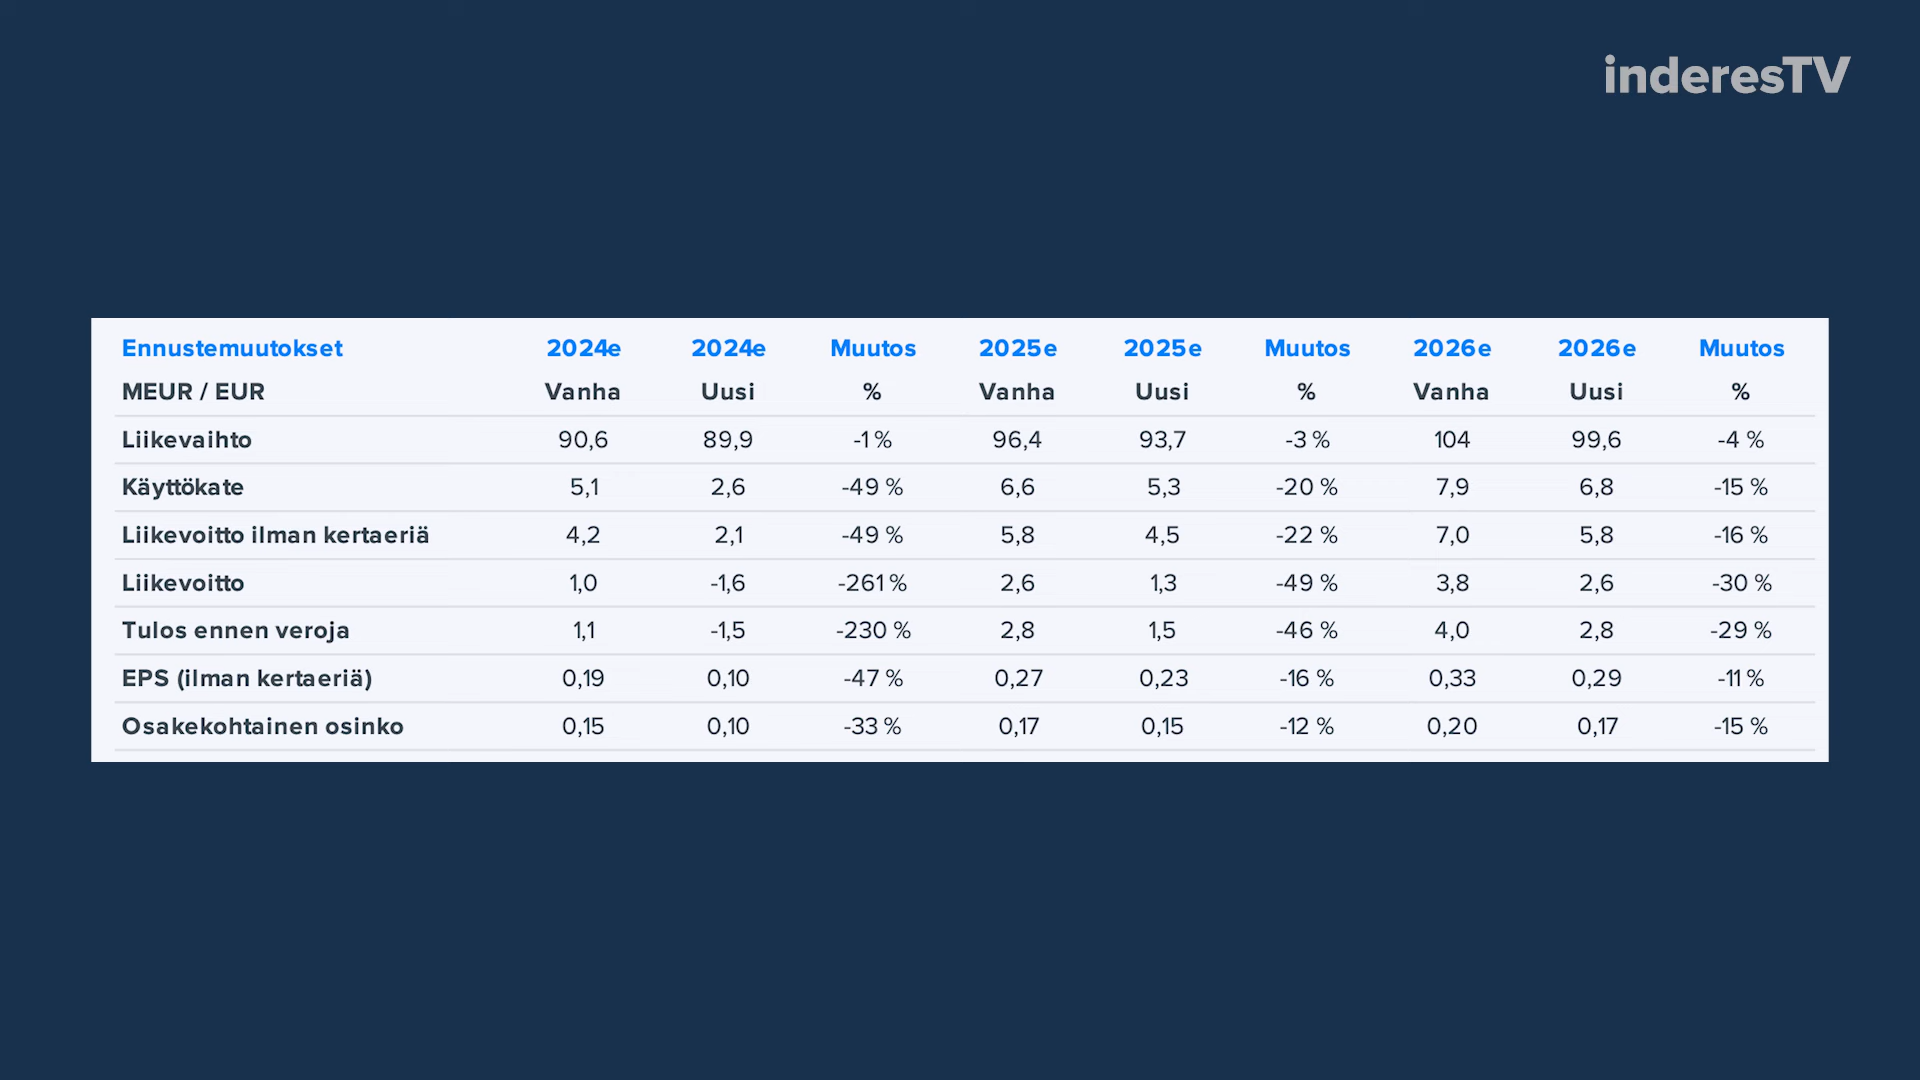 inderesTV
Ennustemuutokset 2024e 2024e Muutos 2025e 2025e Muutos 2026e 2026e Muutos
MEUR / EUR Vanha Uusi % Vanha Uusi % Vanha Uusi %
Liikevaihto 90,6 89,9 -1 % 96,4 93,7 -3 % 104 99,6 -4 %
Käyttökate 5,1 2,6 -49 % 6,6 5,3 -20 % 7,9 6,8 -15 %
Liikevoitto ilman kertaeriä 4,2 2,1 -49 % 5,8 4,5 -22 % 7,0 5,8 -16 %
Liikevoitto 1,0 -1,6 -261 % 2,6 1,3 -49 % 3,8 2,6 -30 %
Tulos ennen veroja 1,1 -1,5 -230 % 2,8 1,5 -46 % 4,0 2,8 -29 %
EPS (ilman kertaeriä) 0,19 0,10 -47 % 0,27 0,23 -16 % 0,33 0,29 -11 %
Osakekohtainen osinko 0,15 0,10 -33 % 0,17 0,15 -12 % 0,20 0,17 -15 %